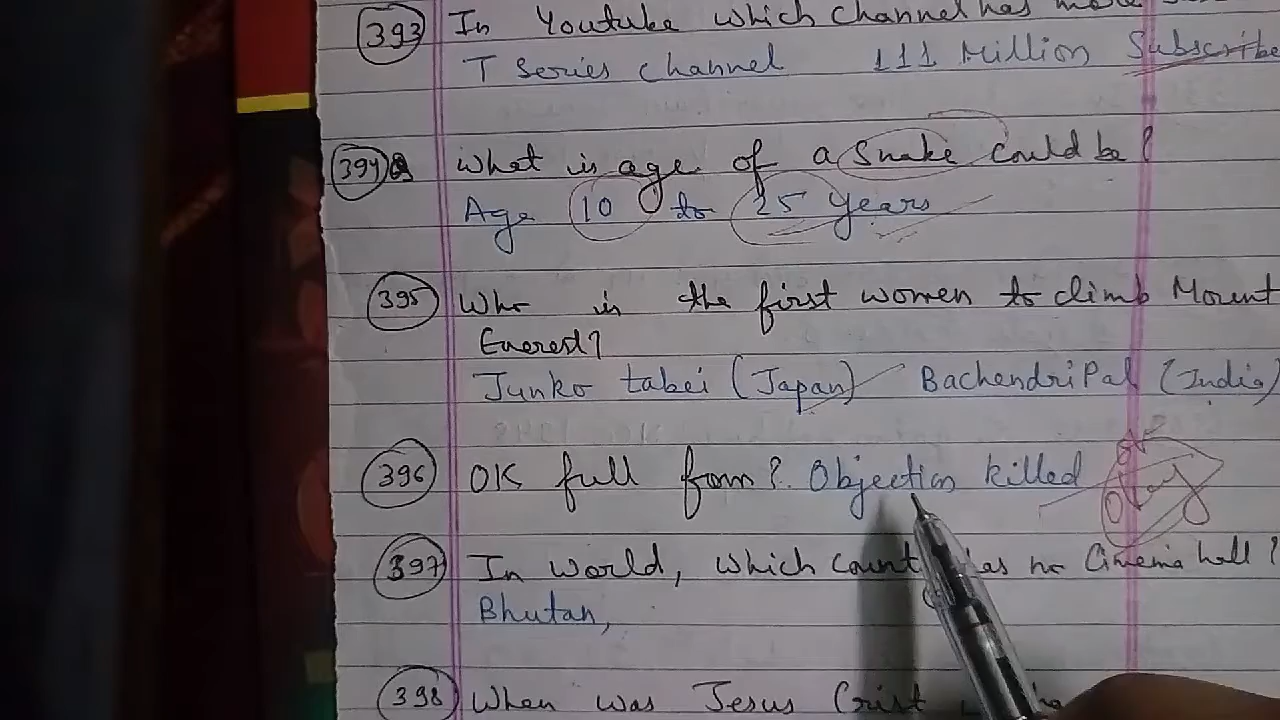 393 In Youtube which channel has more
T Series channel 111 Million Subscribe
394 Q What is age of a Snake could be?
Age 10 to 25 years
395 Who is the first women to climb Mount
Everest?
Junko tabei (Japan) Bachendri Pal (India)
396 OK full from? Objection killed
397 In World, which has no Cinema hall?
Bhutan,
398 When was Jesus Crist